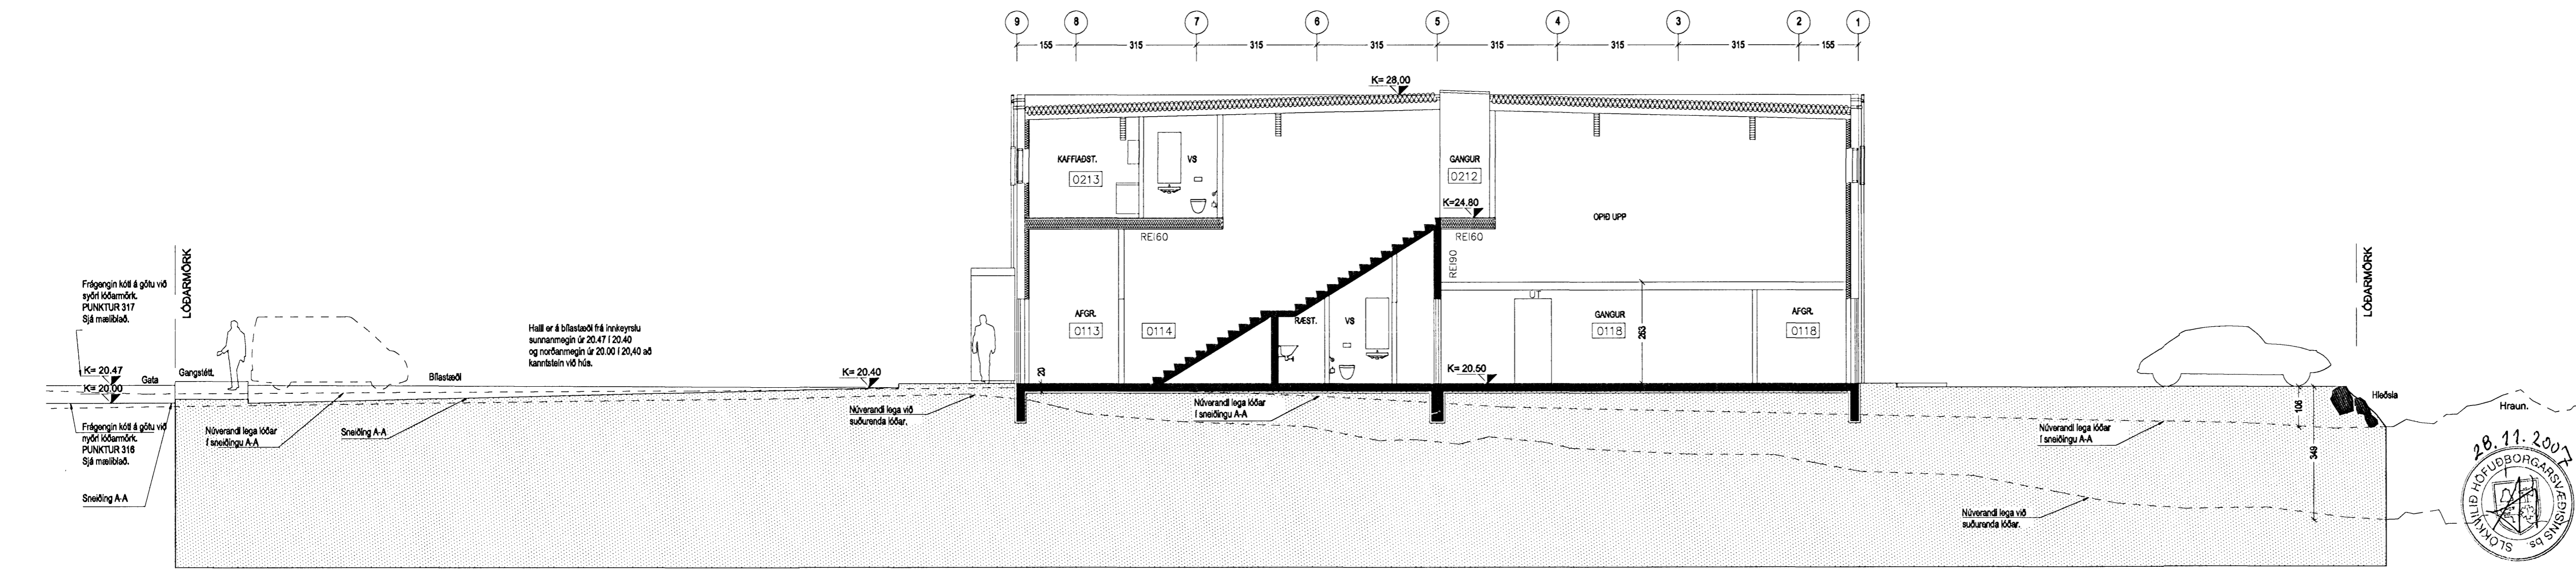 9 8 7 6 5 4 3 2 1
155 315 315 315 315 315 315 155
K= 28,00
KAFFIAÐST.
0213
VS
GANGUR
0212
K=24.80
OPIÐ UPP
REI60
REI60
REI90
LÓÐARMÖRK
LÓÐARMÖRK
Frágengin kóti á götu við
syðri lóðarmörk.
PUNKTUR 317
Sjá mæliblað.
Halli er á bílastæði frá innkeyrslu
sunnanmegin úr 20.47 í 20.40
og norðanmegin úr 20.00 í 20,40 að
kanntstein við hús.
AFGR.
0113
0114
RÆST.
VS
GANGUR
0118
263
AFGR.
0118
K= 20.47
Gata
Gangstétt.
Bílastæði
K= 20.40
20
K= 20.50
K= 20.00
Hleðsla
Hraun.
106
349
Núverandi lega við
suðurenda lóðar.
Núverandi lega lóðar
í sneiðingu A-A
Frágengin kóti á götu við
nyðri lóðarmörk.
PUNKTUR 316
Sjá mæliblað.
Núverandi lega lóðar
í sneiðingu A-A
Sneiðing A-A
Núverandi lega lóðar
í sneiðingu A-A
Sneiðing A-A
Núverandi lega við
suðurenda lóðar.
28.11.2007
SLÖKKVILIÐ HÖFUÐBORGARSVÆÐISINS bs.